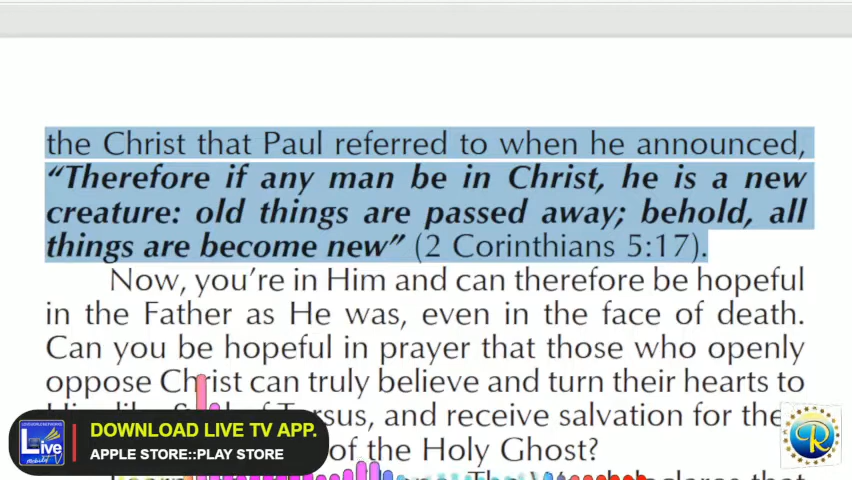 the Christ that Paul referred to when he announced,
“Therefore if any man be in Christ, he is a new
creature: old things are passed away; behold, all
things are become new” (2 Corinthians 5:17).
Now, you’re in Him and can therefore be hopeful
in the Father as He was, even in the face of death.
Can you be hopeful in prayer that those who openly
oppose Christ can truly believe and turn their hearts to
Tarsus, and receive salvation for the
of the Holy Ghost?
DOWNLOAD LIVE TV APP.
APPLE STORE::PLAY STORE
Live
Mobility
R